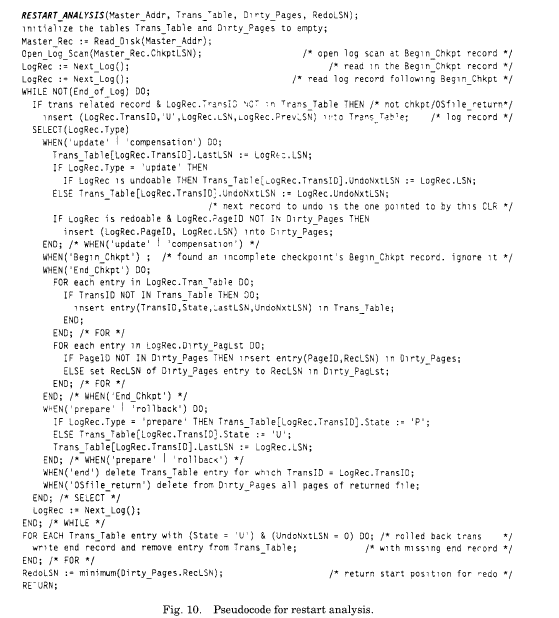 RESTART_ANALYSIS(Master_Addr, Trans_Table, Dirty_Pages, RedoLSN);
initialize the tables Trans_Table and Dirty_Pages to empty;
Master_Rec := Read_Disk(Master_Addr);
Open_Log_Scan(Master_Rec.ChkptLSN); /* open log scan at Begin_Chkpt record */
LogRec := Next_Log(); /* read in the Begin_Chkpt record */
LogRec := Next_Log(); /* read log record following Begin_Chkpt */
WHILE NOT(End_of_Log) DO;
IF trans related record & LogRec.TransID NOT in Trans_Table THEN /* not chkpt/OSfile_return*/
insert (LogRec.TransID,'U',LogRec.LSN,LogRec.PrevLSN) into Trans_Table; /* log record */
SELECT(LogRec.Type)
WHEN('update' | 'compensation') DO;
Trans_Table[LogRec.TransID].LastLSN := LogRec.LSN;
IF LogRec.Type = 'update' THEN
IF LogRec is undoable THEN Trans_Table[LogRec.TransID].UndoNxtLSN := LogRec.LSN;
ELSE Trans_Table[LogRec.TransID].UndoNxtLSN := LogRec.UndoNxtLSN;
/* next record to undo is the one pointed to by this CLR */
IF LogRec is redoable & LogRec.PageID NOT IN Dirty_Pages THEN
insert (LogRec.PageID, LogRec.LSN) into Dirty_Pages;
END; /* WHEN('update' | 'compensation') */
WHEN('Begin_Chkpt') ; /* found an incomplete checkpoint's Begin_Chkpt record. ignore it */
WHEN('End_Chkpt') DO;
FOR each entry in LogRec.Tran_Table DO;
IF TransID NOT IN Trans_Table THEN DO;
insert entry(TransID,State,LastLSN,UndoNxtLSN) in Trans_Table;
END;
END; /* FOR */
FOR each entry in LogRec.Dirty_PagLst DO;
IF PageID NOT IN Dirty_Pages THEN insert entry(PageID,RecLSN) in Dirty_Pages;
ELSE set RecLSN of Dirty_Pages entry to RecLSN in Dirty_PagLst;
END; /* FOR */
END; /* WHEN('End_Chkpt') */
WHEN('prepare' | 'rollback') DO;
IF LogRec.Type = 'prepare' THEN Trans_Table[LogRec.TransID].State := 'P';
ELSE Trans_Table[LogRec.TransID].State := 'U';
Trans_Table[LogRec.TransID].LastLSN := LogRec.LSN;
END; /* WHEN('prepare' | 'rollback') */
WHEN('end') delete Trans_Table entry for which TransID = LogRec.TransID;
WHEN('OSfile_return') delete from Dirty_Pages all pages of returned file;
END; /* SELECT */
LogRec := Next_Log();
END; /* WHILE */
FOR EACH Trans_Table entry with (State = 'U') & (UndoNxtLSN = 0) DO; /* rolled back trans */
write end record and remove entry from Trans_Table; /* with missing end record */
END; /* FOR */
RedoLSN := minimum(Dirty_Pages.RecLSN); /* return start position for redo */
RETURN;
Fig. 10. Pseudocode for restart analysis.